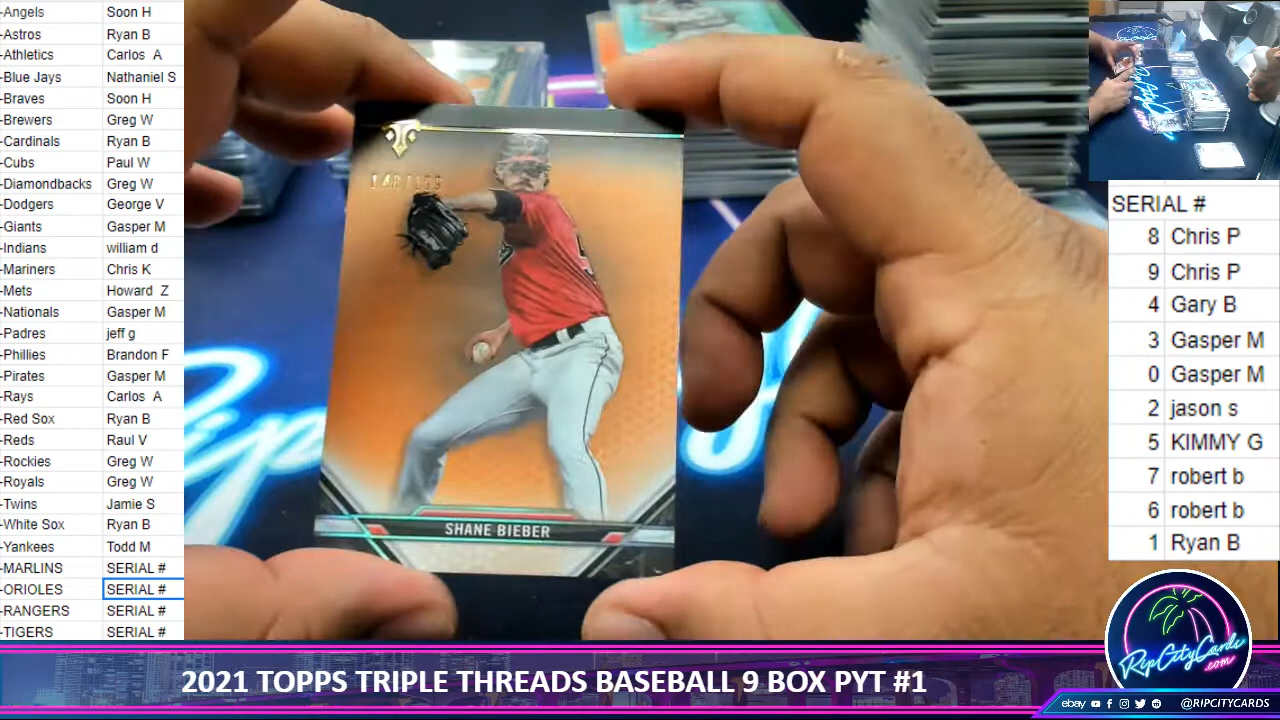 -Angels Soon H
-Astros Ryan B
-Athletics Carlos A
-Blue Jays Nathaniel S
-Braves Soon H
-Brewers Greg W
-Cardinals Ryan B
-Cubs Paul W
-Diamondbacks Greg W
-Dodgers George V
-Giants Gasper M
-Indians william d
-Mariners Chris K
-Mets Howard Z
-Nationals Gasper M
-Padres jeff g
-Phillies Brandon F
-Pirates Gasper M
-Rays Carlos A
-Red Sox Ryan B
-Reds Raul V
-Rockies Greg W
-Royals Greg W
-Twins Jamie S
-White Sox Ryan B
-Yankees Todd M
-MARLINS SERIAL #
-ORIOLES SERIAL #
-RANGERS SERIAL #
-TIGERS SERIAL #
SHANE BIEBER
SERIAL #
8 Chris P
9 Chris P
4 Gary B
3 Gasper M
0 Gasper M
2 jason s
5 KIMMY G
7 robert b
6 robert b
1 Ryan B
RipCityCards
.com
2021 TOPPS TRIPLE THREADS BASEBALL 9 BOX PYT #1
ebay @RIPCITYCARDS